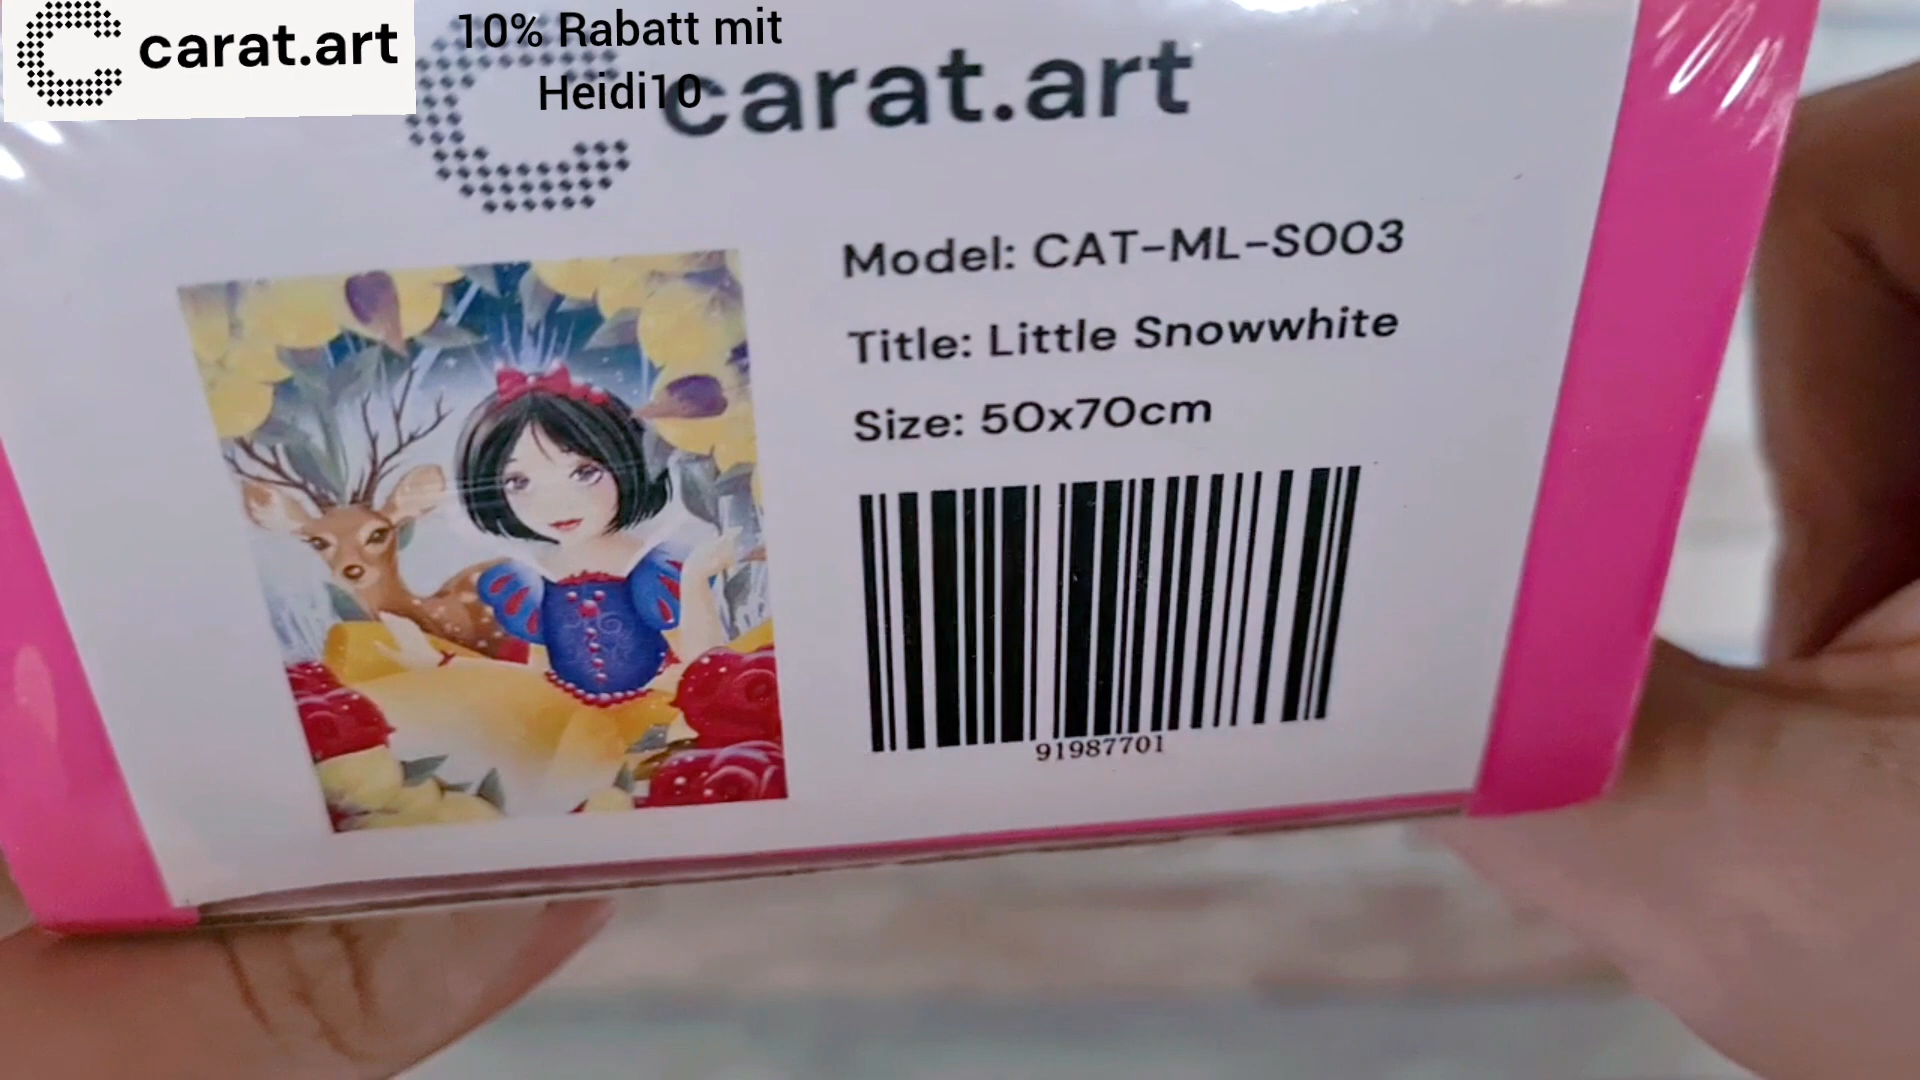 carat.art
10% Rabatt mit
Heidi10
carat.art
Model: CAT-ML-S003
Title: Little Snowwhite
Size: 50x70cm
91987701